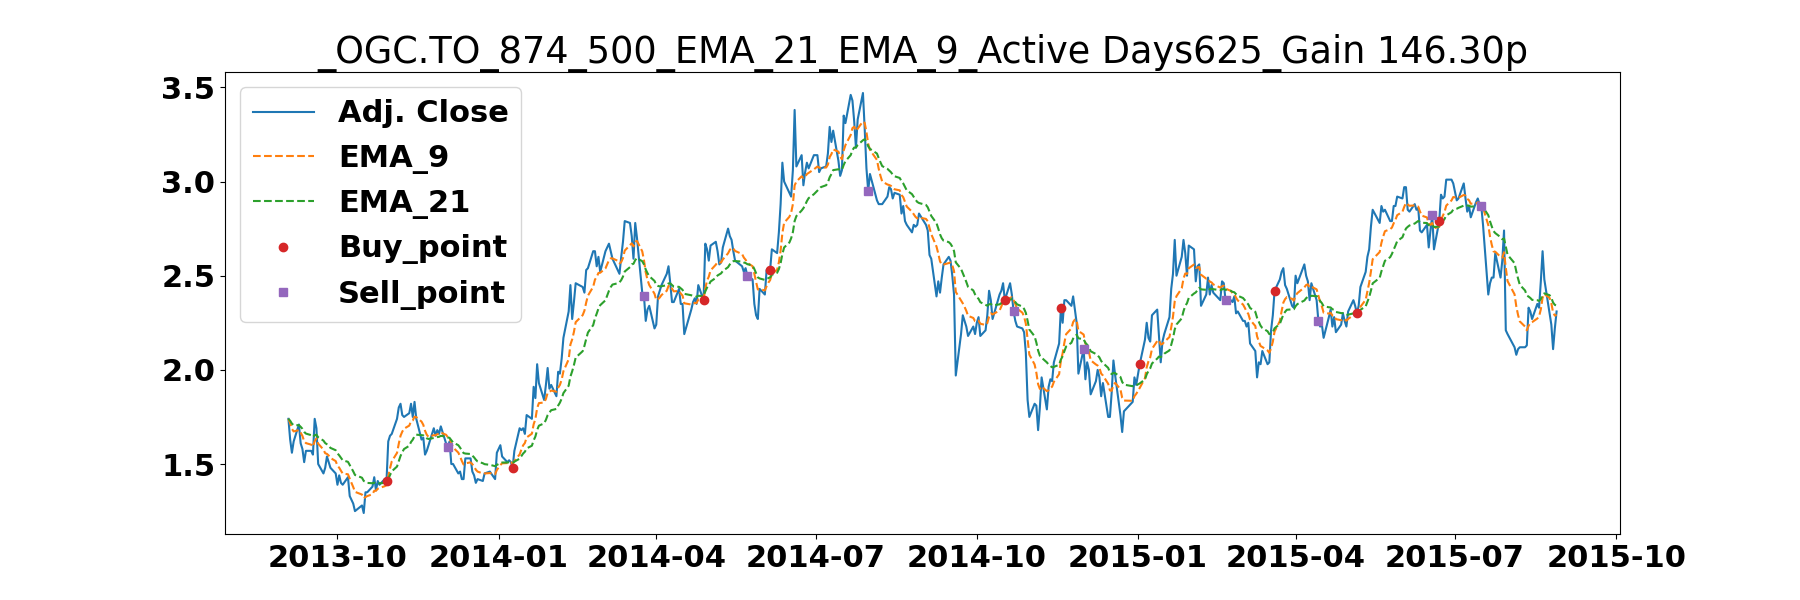 _OGC.TO_874_500_EMA_21_EMA_9_Active Days625_Gain 146.30p
3.5
3.0
2.5
2.0
1.5
Adj. Close
EMA_9
EMA_21
Buy_point
Sell_point
2013-10 2014-01 2014-04 2014-07 2014-10 2015-01 2015-04 2015-07 2015-10